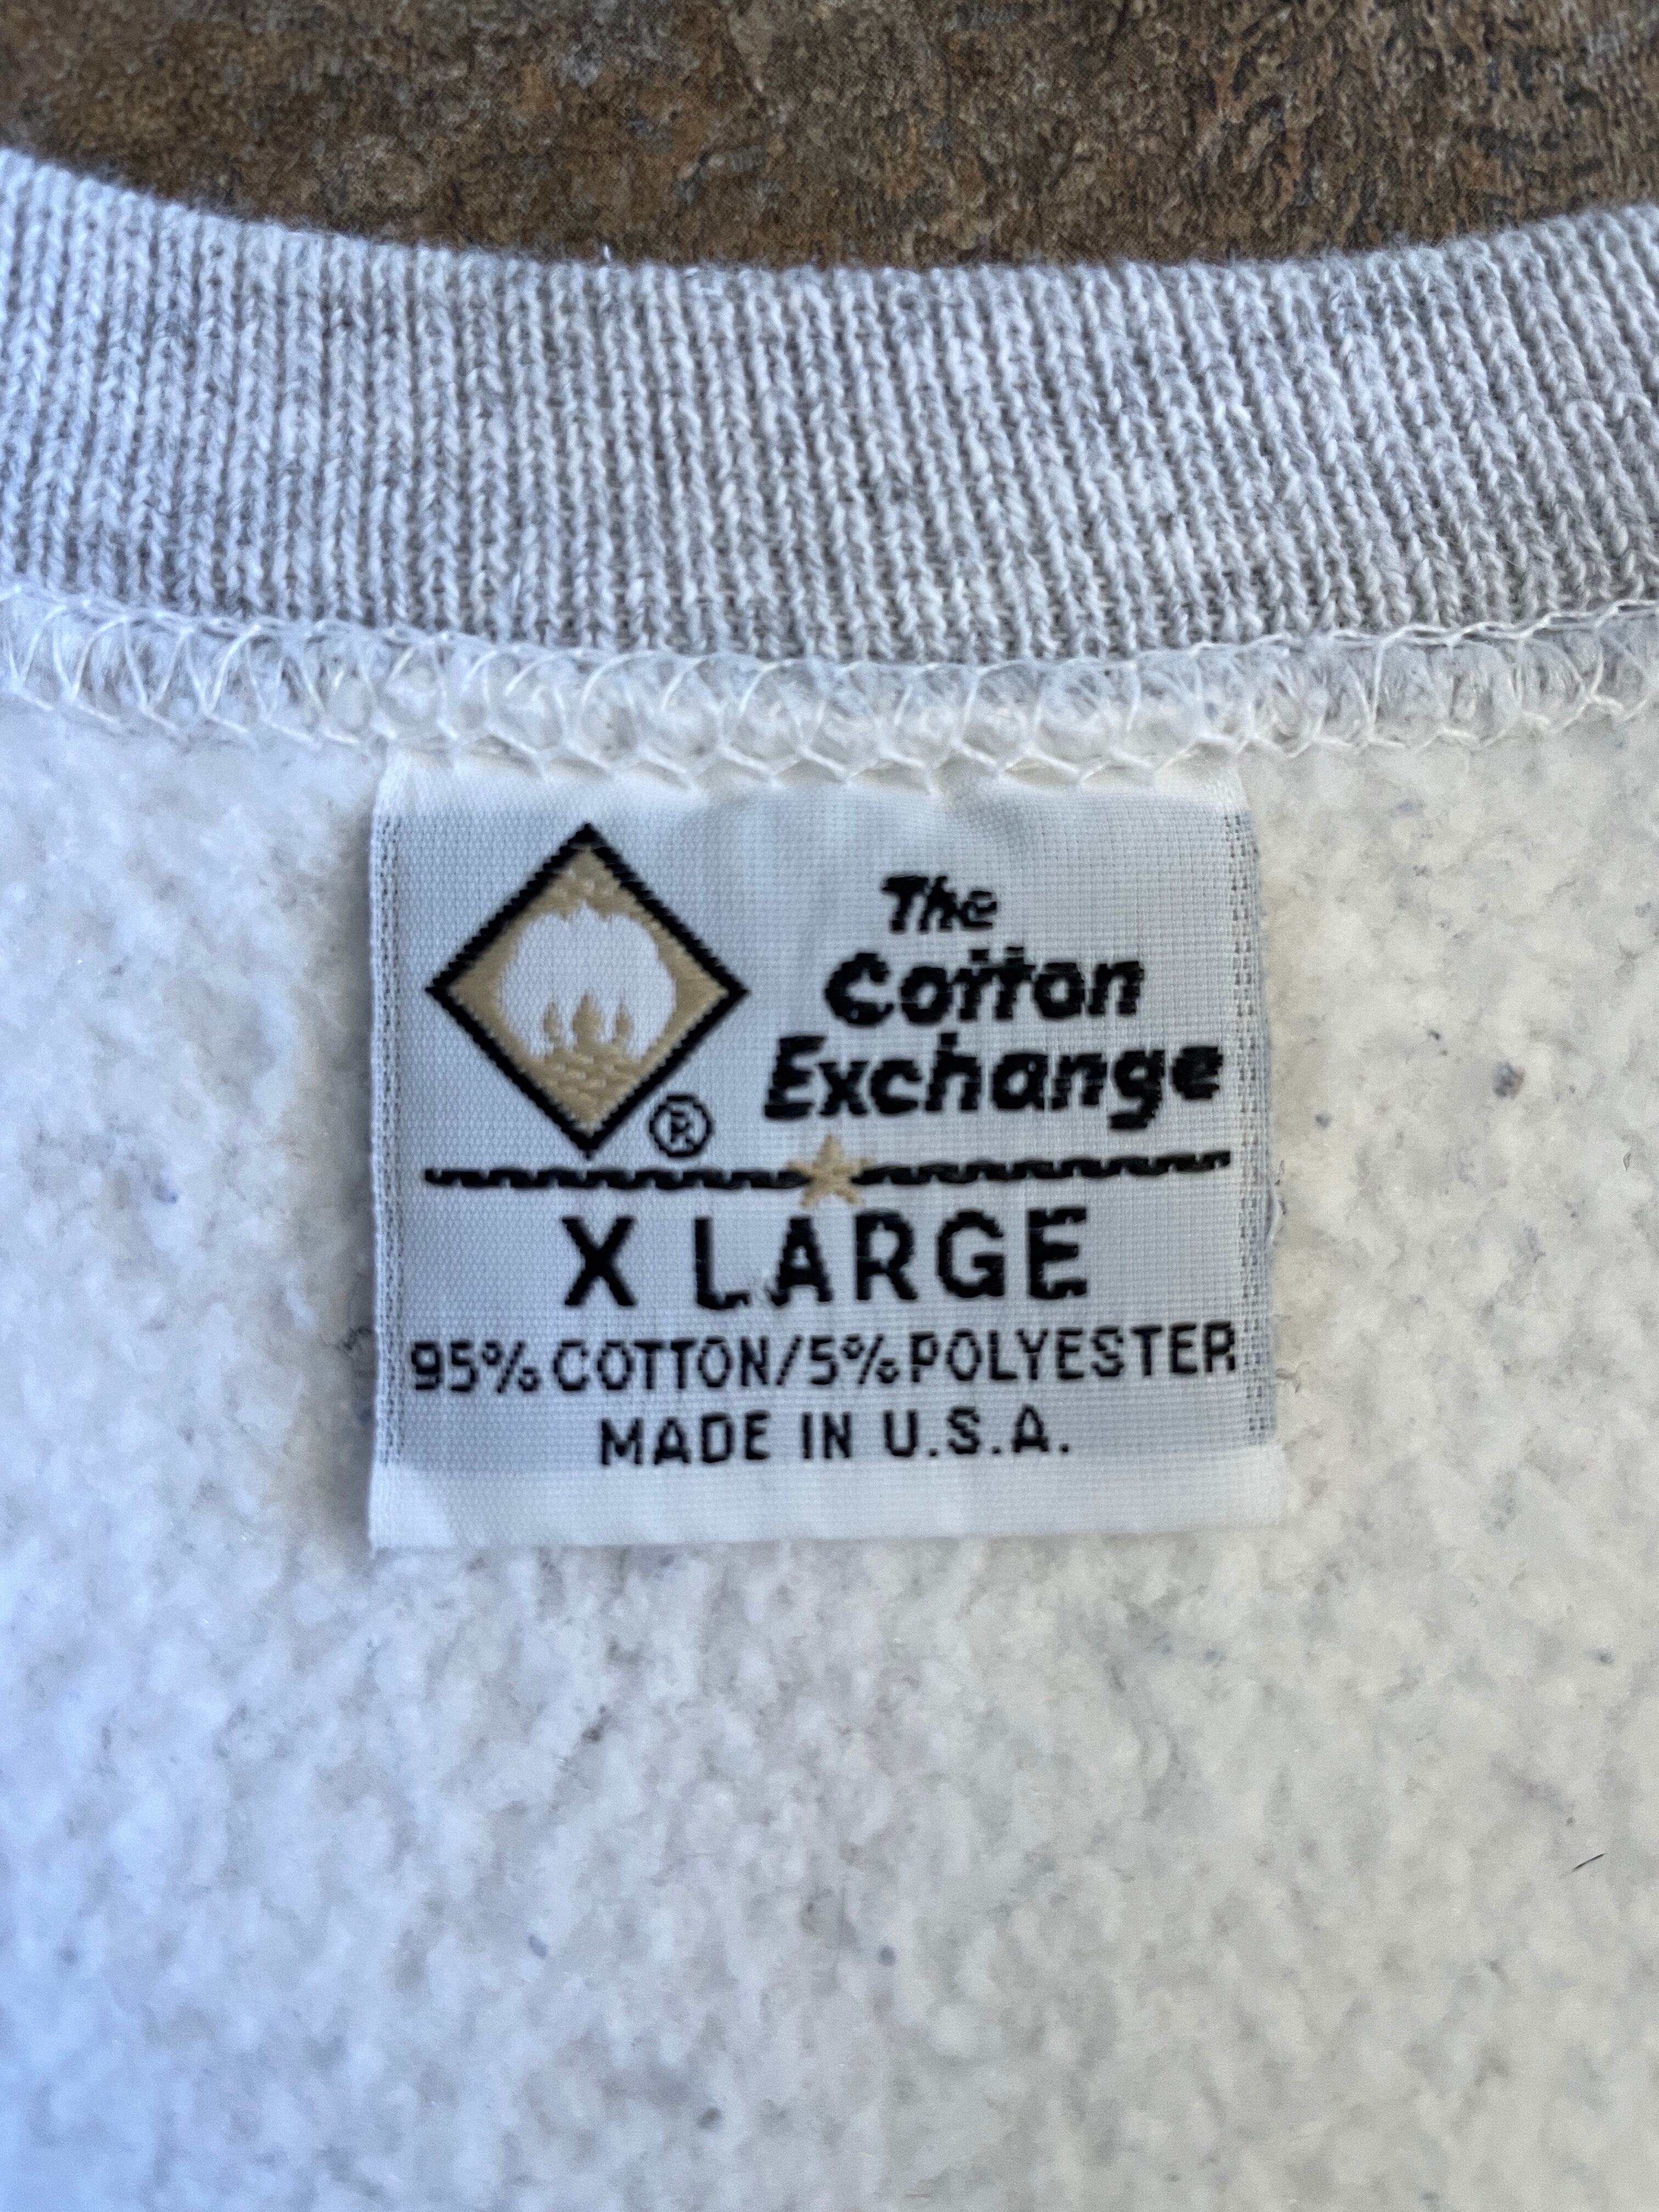 The
Cotton
Exchange
®
X LARGE
95% COTTON/5% POLYESTER
MADE IN U.S.A.